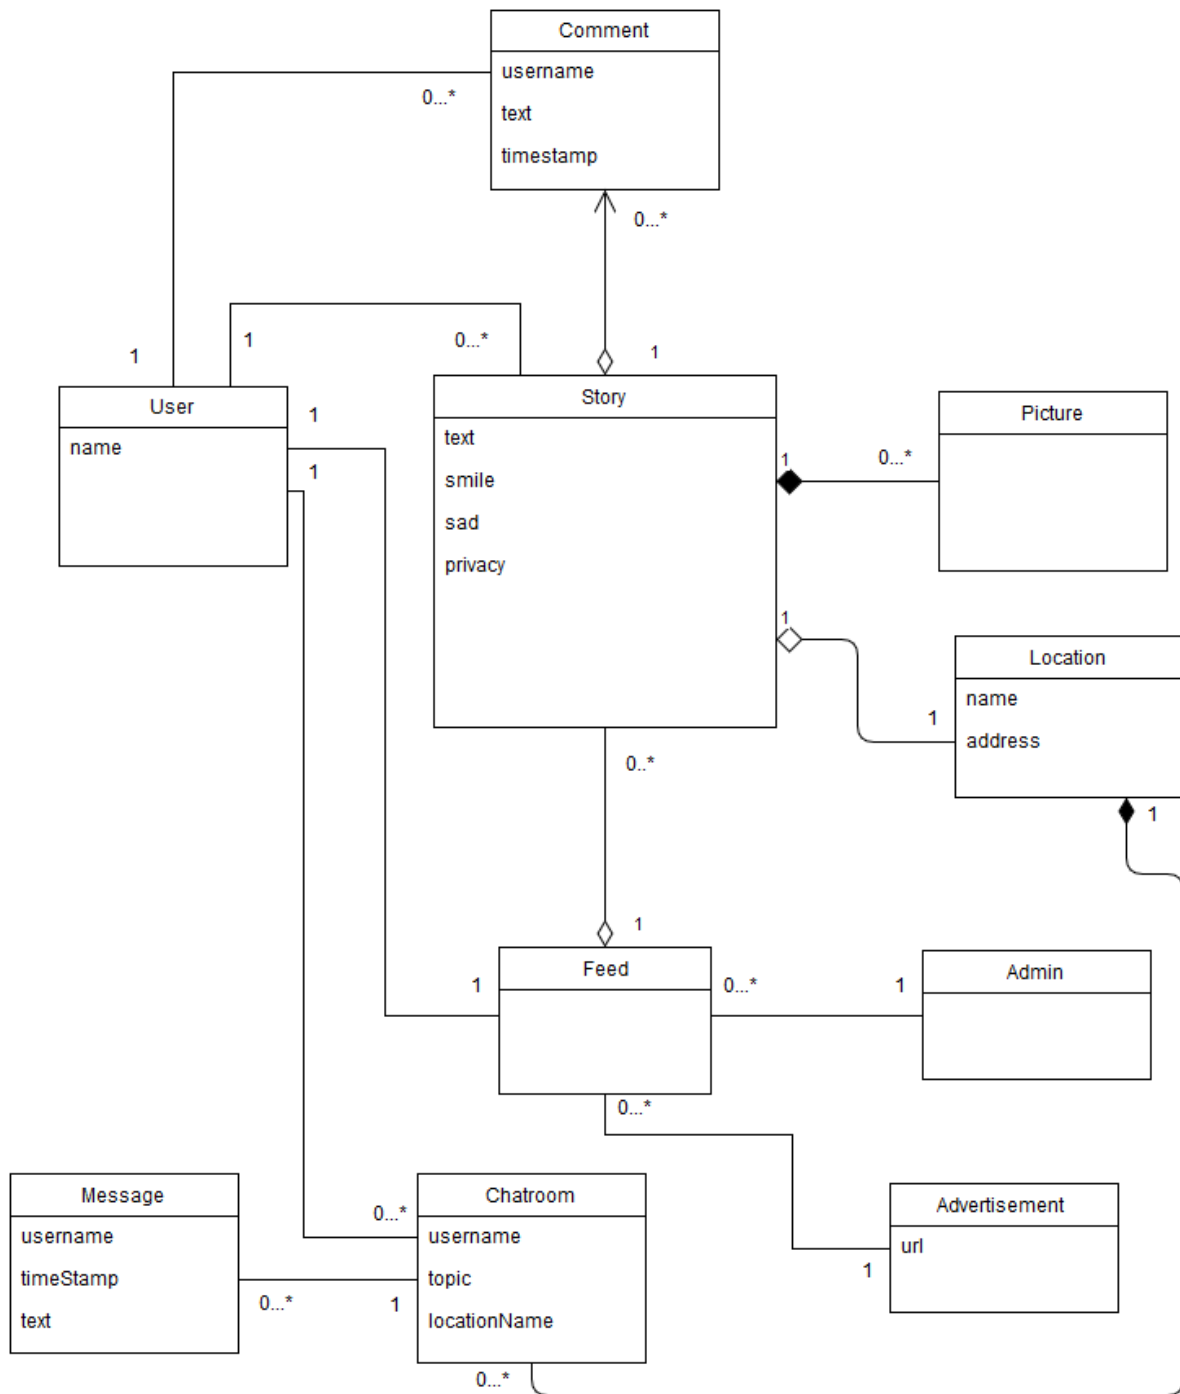 Comment
username
0...*
text
timestamp
0...*
1
0...*
1
1
User
name
1
1
Story
text
smile
sad
privacy
1
0...*
Picture
1
Location
name
address
1
1
0..*
1
Feed
1
0...*
1
Admin
0...*
Message
username
timeStamp
text
0...*
Chatroom
username
topic
locationName
0...*
1
0...*
Advertisement
url
1